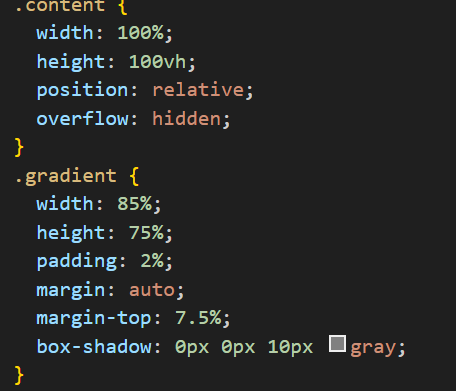 .content {
width: 100%;
height: 100vh;
position: relative;
overflow: hidden;
}
.gradient {
width: 85%;
height: 75%;
padding: 2%;
margin: auto;
margin-top: 7.5%;
box-shadow: 0px 0px 10px gray;
}